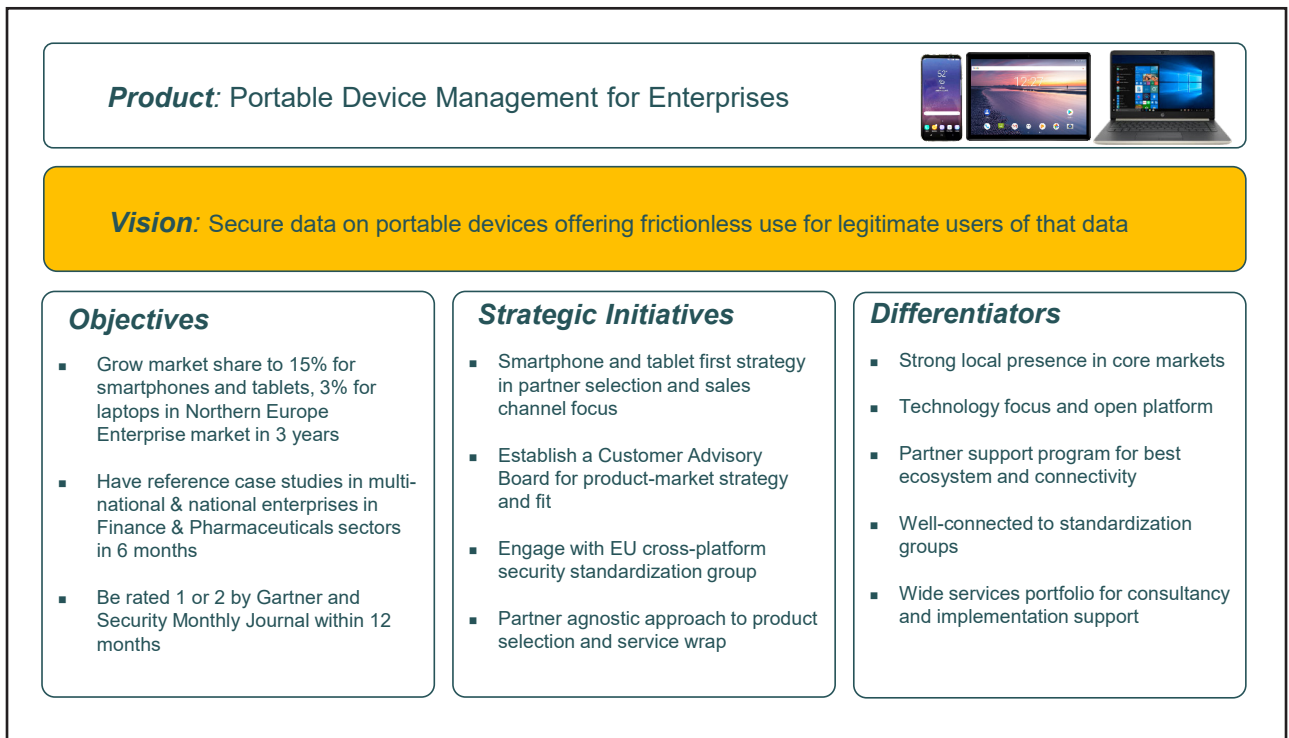 Product: Portable Device Management for Enterprises
52°
12:27
Vision: Secure data on portable devices offering frictionless use for legitimate users of that data
Objectives
▪ Grow market share to 15% for
smartphones and tablets, 3% for
laptops in Northern Europe
Enterprise market in 3 years
▪ Have reference case studies in multi-
national & national enterprises in
Finance & Pharmaceuticals sectors
in 6 months
▪ Be rated 1 or 2 by Gartner and
Security Monthly Journal within 12
months
Strategic Initiatives
▪ Smartphone and tablet first strategy
in partner selection and sales
channel focus
▪ Establish a Customer Advisory
Board for product-market strategy
and fit
▪ Engage with EU cross-platform
security standardization group
▪ Partner agnostic approach to product
selection and service wrap
Differentiators
▪ Strong local presence in core markets
▪ Technology focus and open platform
▪ Partner support program for best
ecosystem and connectivity
▪ Well-connected to standardization
groups
▪ Wide services portfolio for consultancy
and implementation support